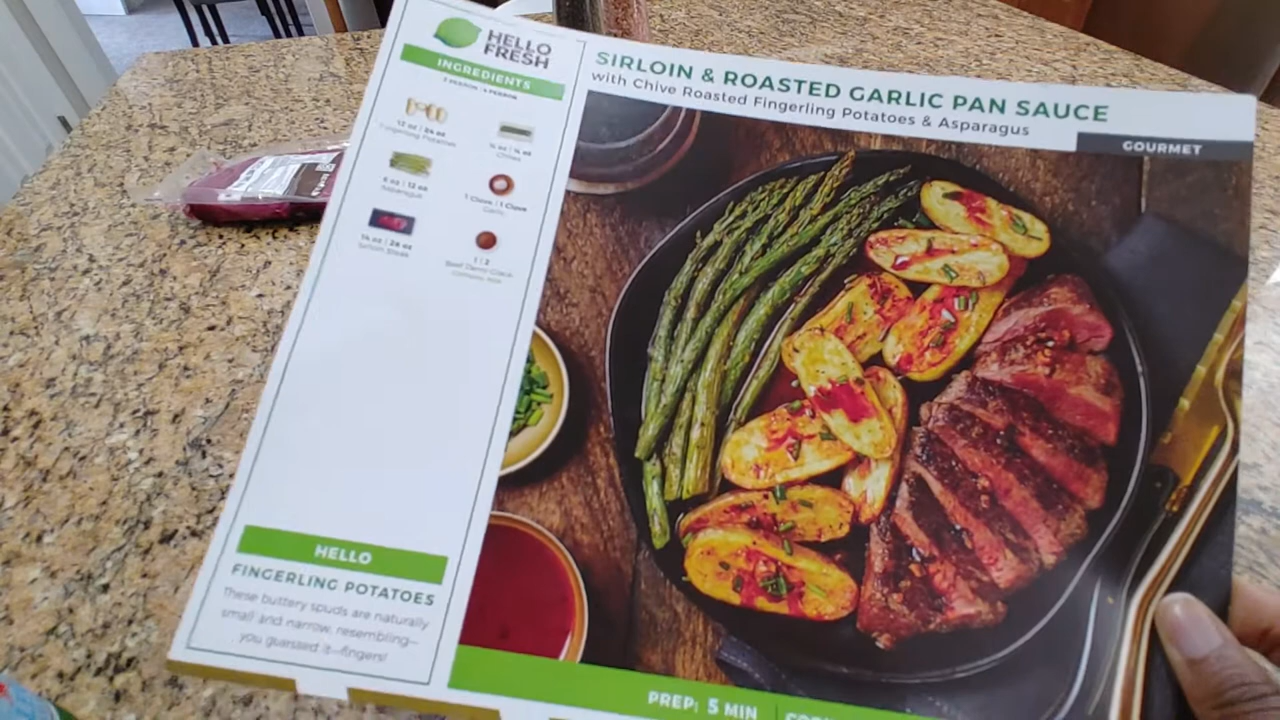 HELLO
FRESH
INGREDIENTS
2 PERSON | 4 PERSON
12 oz | 24 oz
Fingerling Potatoes
¼ oz | ¼ oz
Chives
6 oz | 12 oz
Asparagus
1 Clove | 1 Clove
Garlic
14 oz | 28 oz
Sirloin Steak
1 | 2
Beef Demi-Glace
Contains: Milk
HELLO
FINGERLING POTATOES
These buttery spuds are naturally
small and narrow, resembling—
you guessed it—fingers!
SIRLOIN & ROASTED GARLIC PAN SAUCE
with Chive Roasted Fingerling Potatoes & Asparagus
GOURMET
PREP: 5 MIN